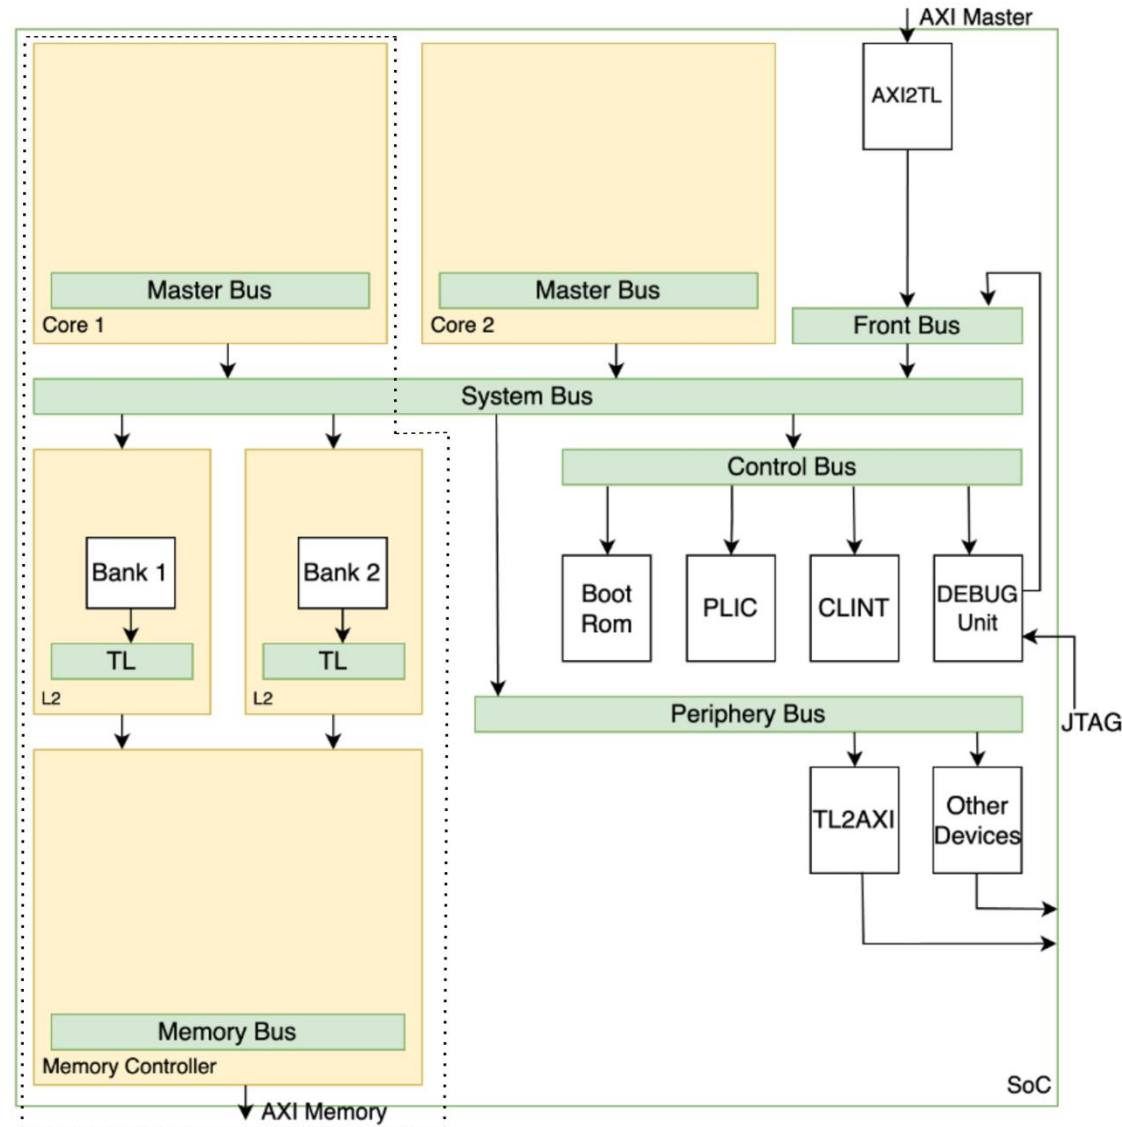 AXI Master
AXI2TL
Master Bus
Core 1
Master Bus
Core 2
Front Bus
System Bus
Control Bus
Bank 1
TL
L2
Bank 2
TL
L2
Boot
Rom
PLIC
CLINT
DEBUG
Unit
JTAG
Periphery Bus
TL2AXI
Other
Devices
Memory Bus
Memory Controller
SoC
AXI Memory